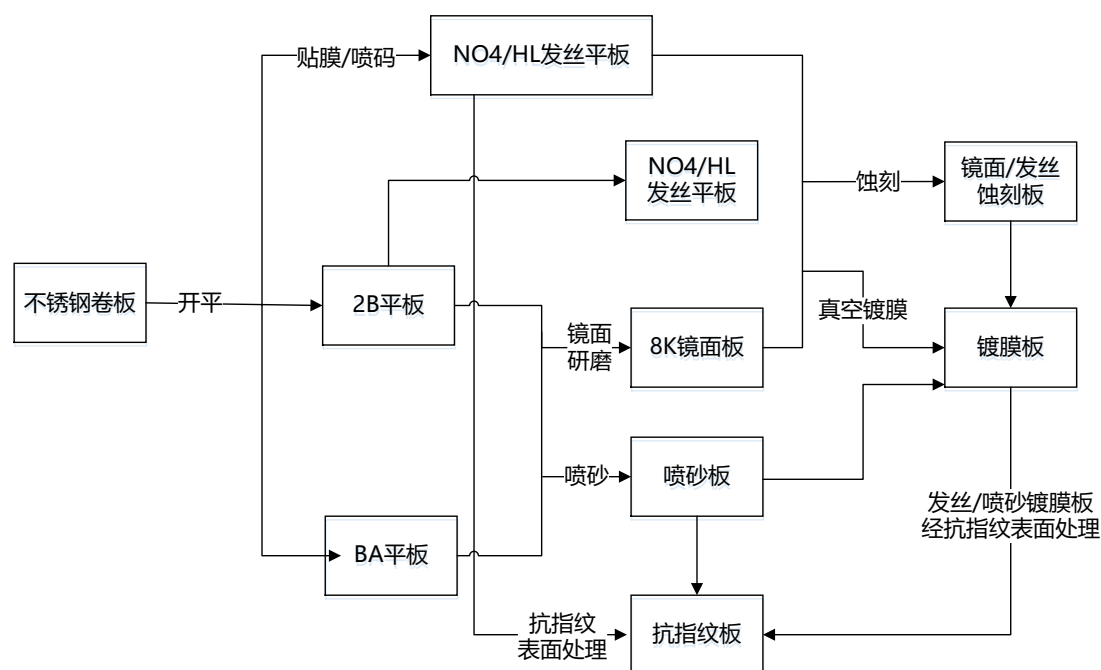 贴膜/喷码
NO4/HL发丝平板
NO4/HL
发丝平板
蚀刻
镜面/发丝
蚀刻板
不锈钢卷板
开平
2B平板
真空镀膜
镜面
研磨
8K镜面板
镀膜板
喷砂
喷砂板
发丝/喷砂镀膜板
经抗指纹表面处理
BA平板
抗指纹
表面处理
抗指纹板